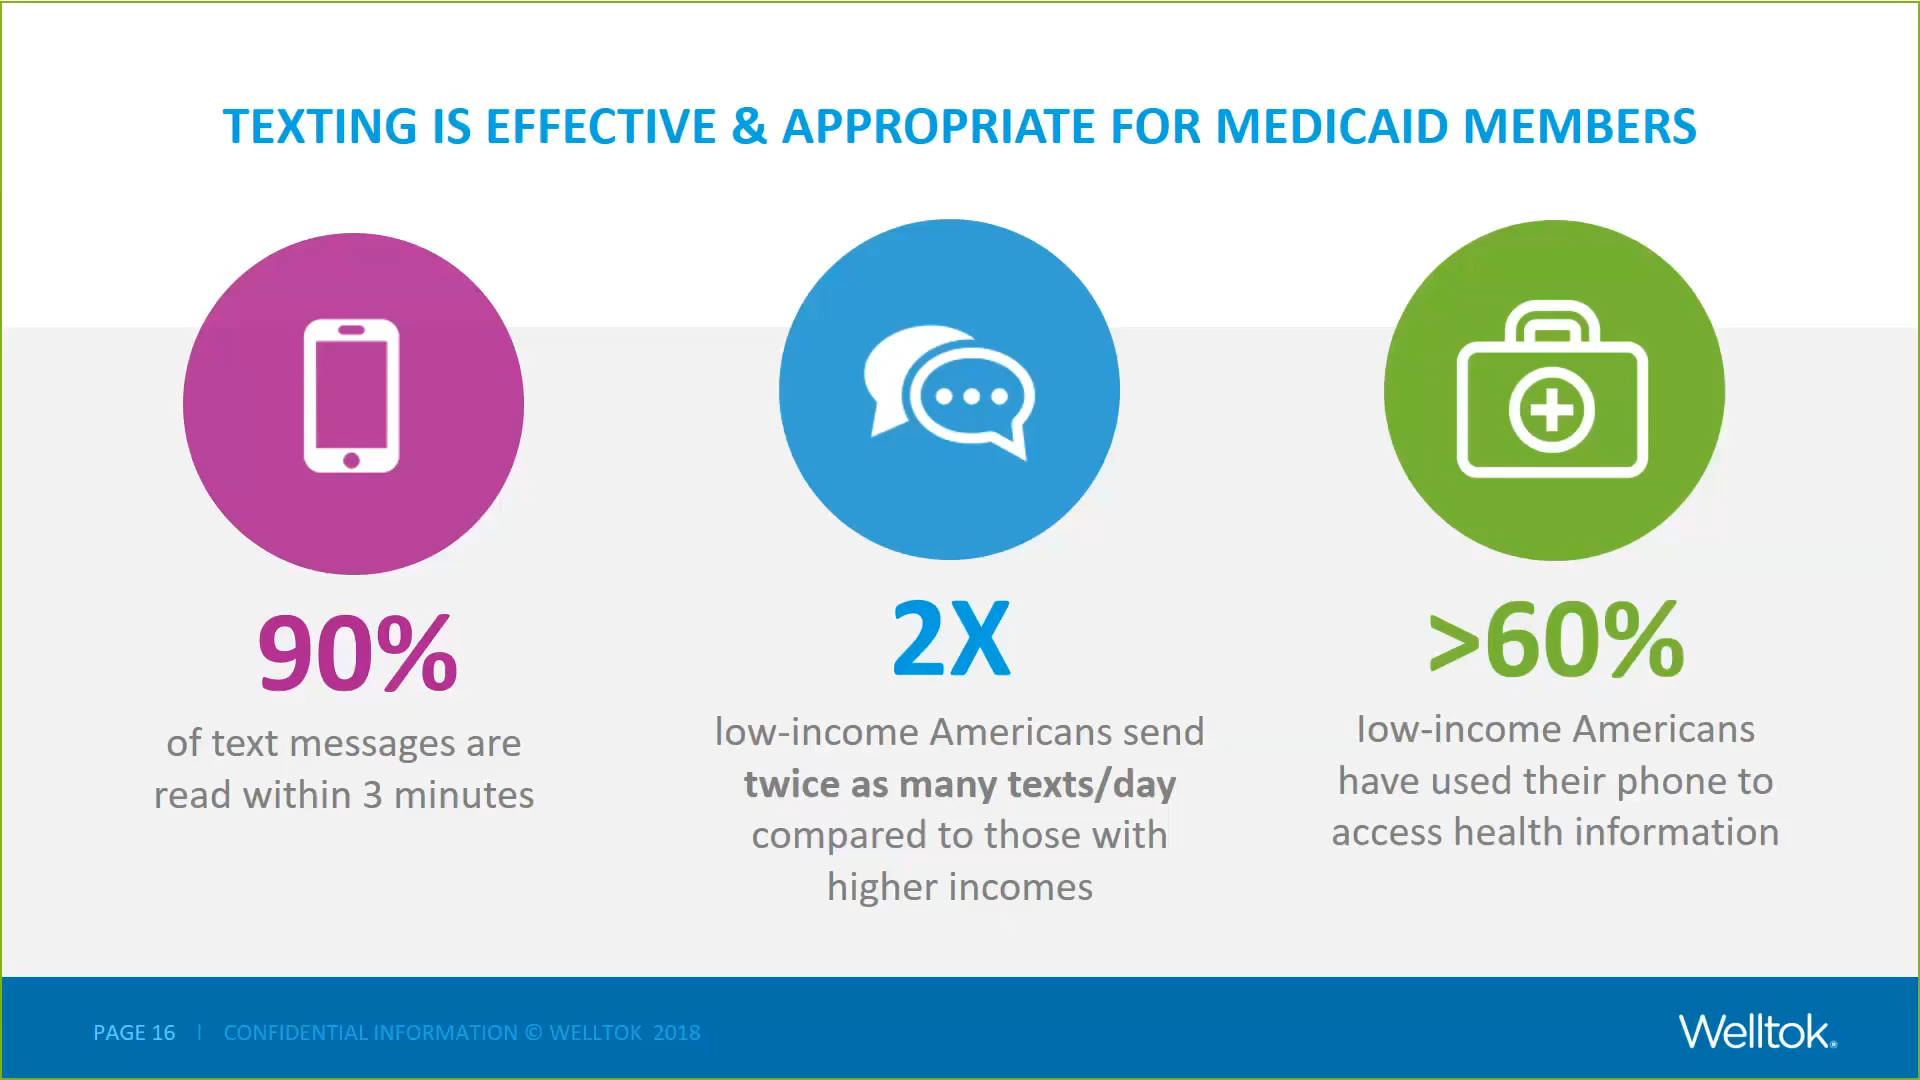 TEXTING IS EFFECTIVE & APPROPRIATE FOR MEDICAID MEMBERS
90%
of text messages are
read within 3 minutes
2X
low-income Americans send
twice as many texts/day
compared to those with
higher incomes
>60%
low-income Americans
have used their phone to
access health information
PAGE 16 | CONFIDENTIAL INFORMATION © WELLTOK 2018
Welltok®